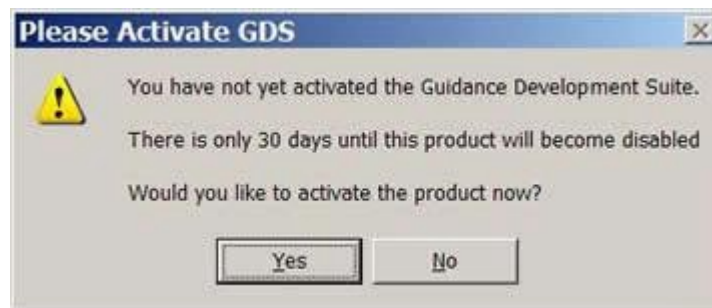 Please Activate GDS
You have not yet activated the Guidance Development Suite.
There is only 30 days until this product will become disabled
Would you like to activate the product now?
Yes
No